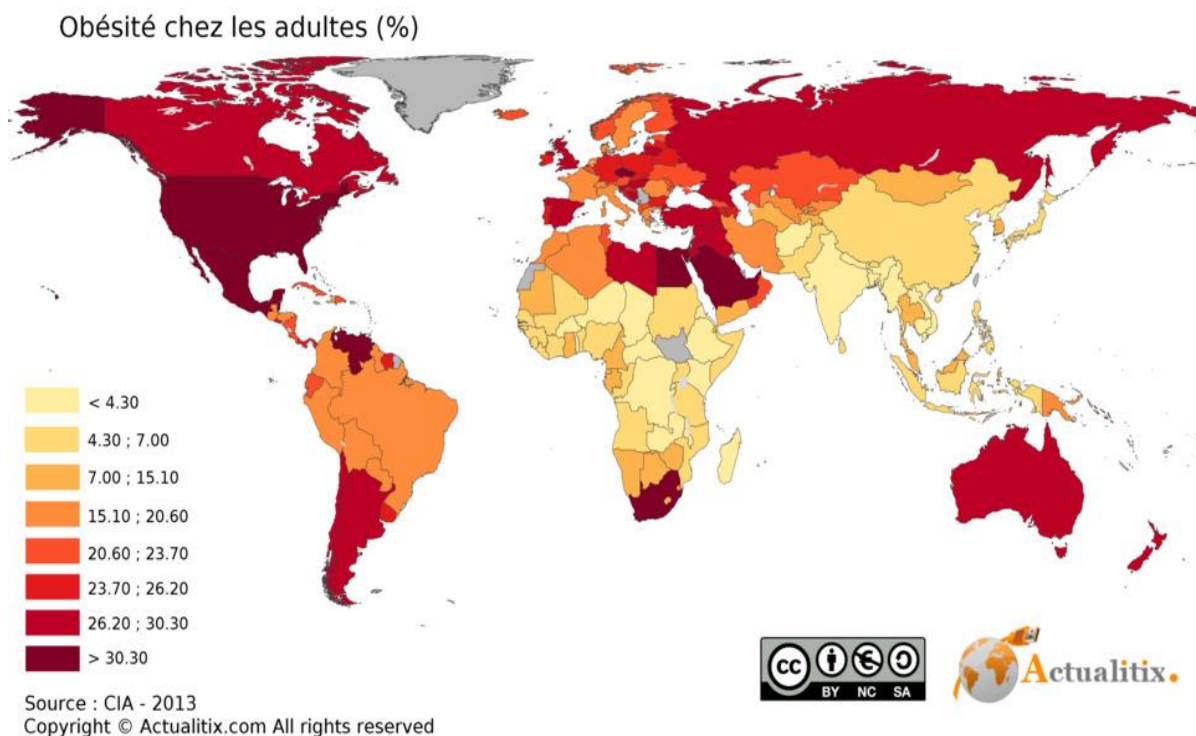 Obésité chez les adultes (%)
< 4.30
4.30 ; 7.00
7.00 ; 15.10
15.10 ; 20.60
20.60 ; 23.70
23.70 ; 26.20
26.20 ; 30.30
> 30.30
cc
BY NC SA
Actualitix.
Source : CIA - 2013
Copyright © Actualitix.com All rights reserved